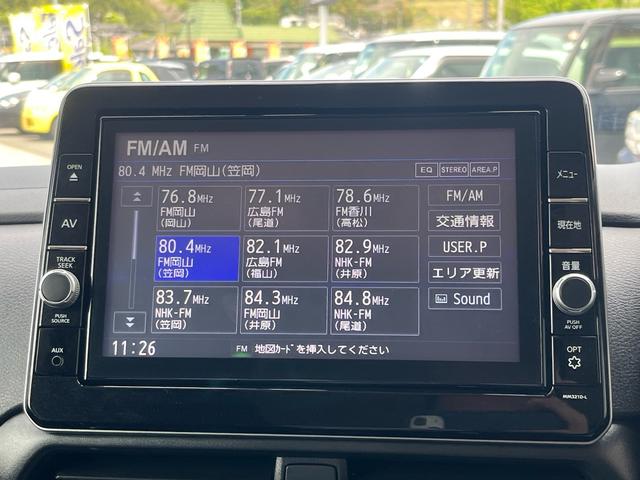 FM/AM FM
80.4 MHz FM岡山(笠岡)
EQ STEREO AREA.P
76.8MHz
FM岡山
(岡山)
77.1MHz
広島FM
(尾道)
78.6MHz
FM香川
(高松)
80.4MHz
FM岡山
(笠岡)
82.1MHz
広島FM
(福山)
82.9MHz
NHK-FM
(井原)
83.7MHz
NHK-FM
(笠岡)
84.3MHz
FM岡山
(井原)
84.8MHz
NHK-FM
(尾道)
FM/AM
交通情報
USER.P
エリア更新
Sound
11:26
FM 地図ｶｰﾄﾞを挿入してください
OPEN
AV
TRACK
SEEK
PUSH
SOURCE
AUX
メニュー
現在地
音量
PUSH
AV OFF
OPT
MM321D-L